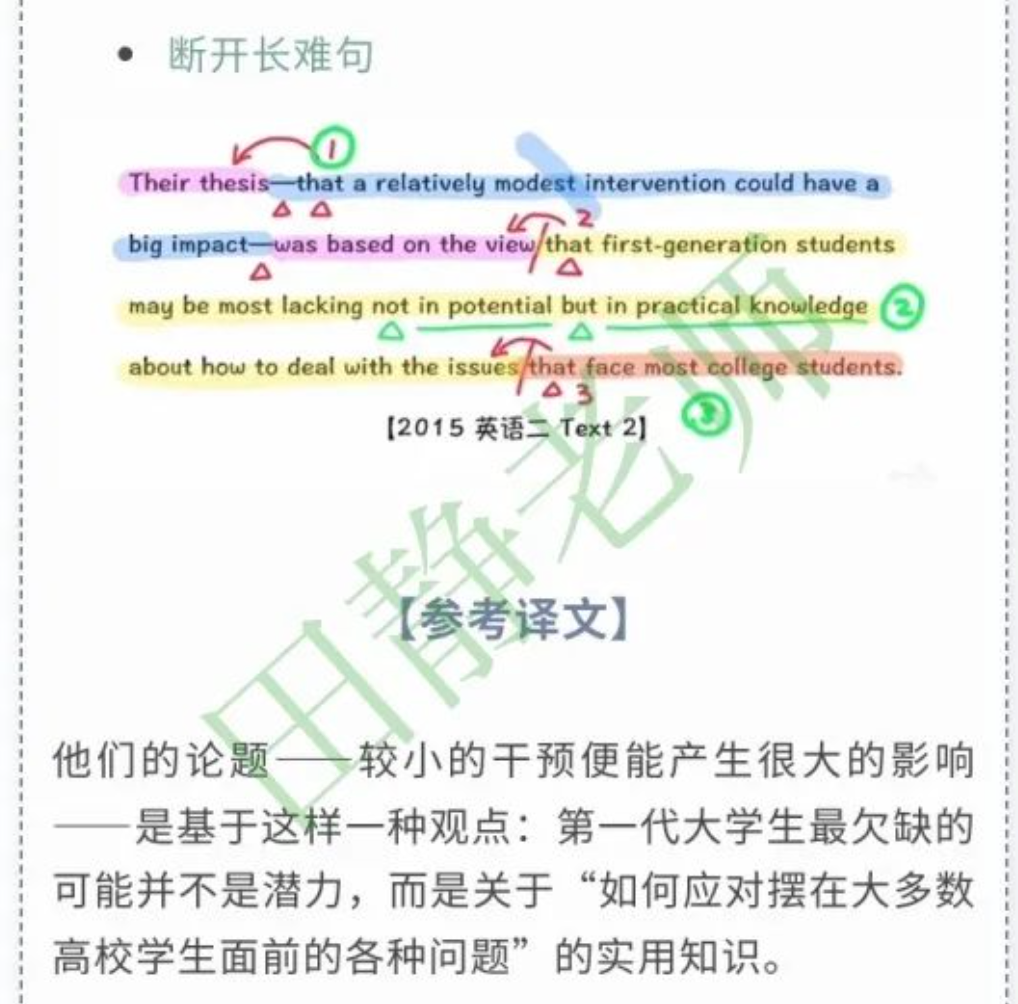 断开长难句
1
Their thesis—that a relatively modest intervention could have a
2
big impact—was based on the view/that first-generation students
may be most lacking not in potential but in practical knowledge 2
about how to deal with the issues/that face most college students.
3
3
【2015 英语二 Text 2】
田静老师
【参考译文】
他们的论题——较小的干预便能产生很大的影响
——是基于这样一种观点：第一代大学生最欠缺的
可能并不是潜力，而是关于“如何应对摆在大多数
高校学生面前的各种问题”的实用知识。